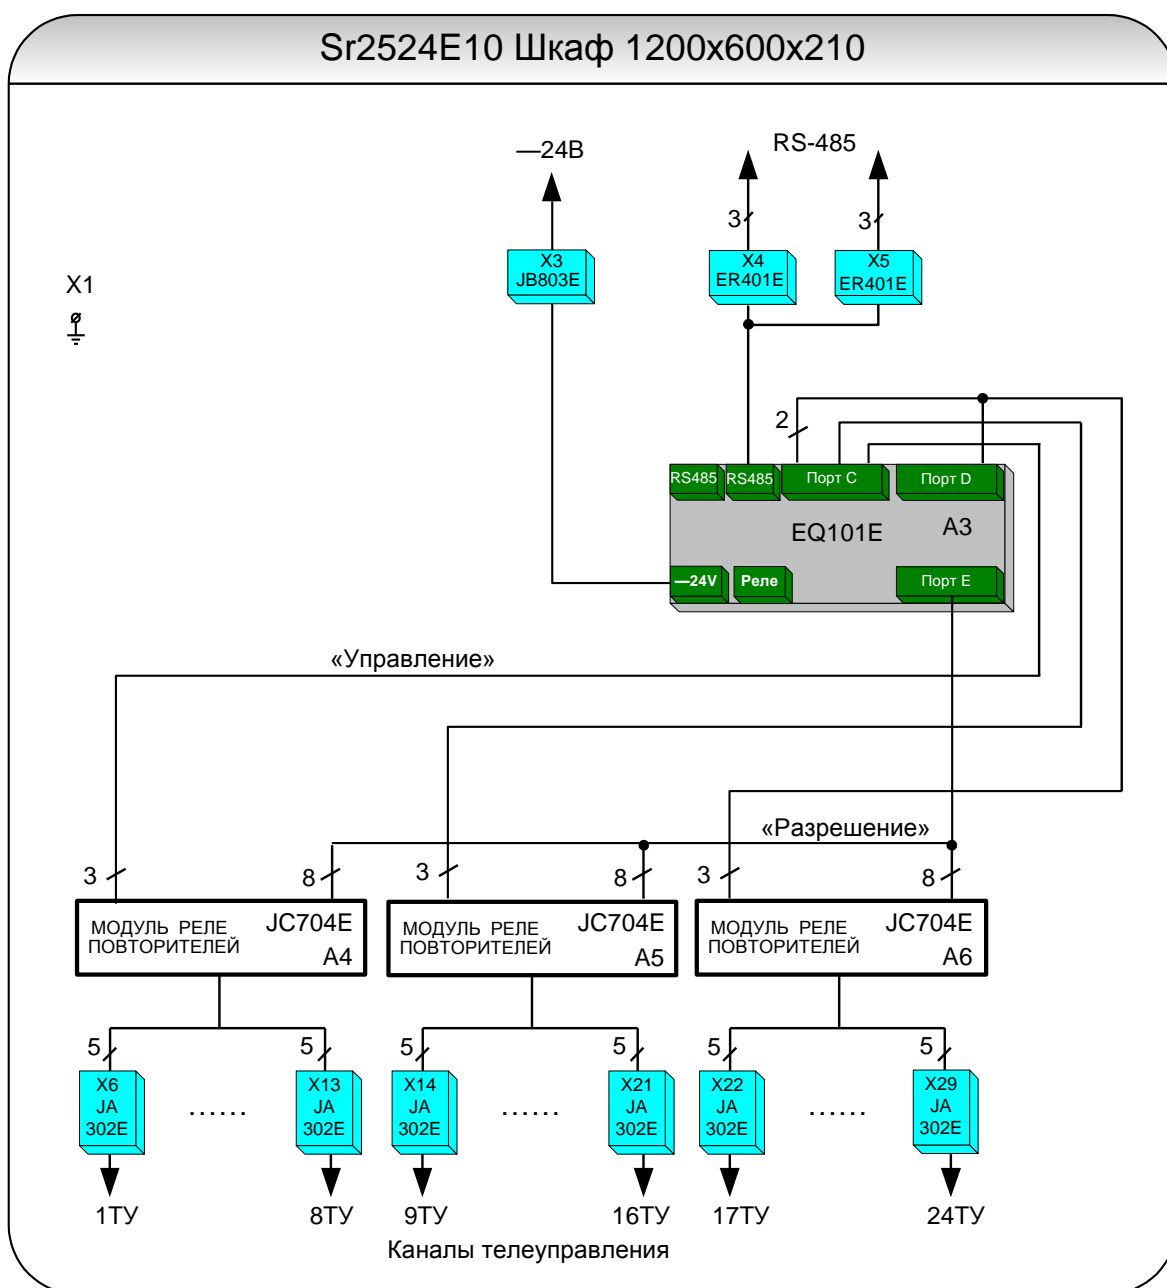 Sr2524E10 Шкаф 1200x600x210
—24В
RS-485
3
3
X3
JB803E
X4
ER401E
X5
ER401E
X1
2
RS485
RS485
Порт C
Порт D
EQ101E
A3
—24V
Реле
Порт E
«Управление»
«Разрешение»
3
8
3
8
3
8
МОДУЛЬ РЕЛЕ
ПОВТОРИТЕЛЕЙ
JC704E
A4
МОДУЛЬ РЕЛЕ
ПОВТОРИТЕЛЕЙ
JC704E
A5
МОДУЛЬ РЕЛЕ
ПОВТОРИТЕЛЕЙ
JC704E
A6
5
5
5
5
5
5
X6
JA
302E
......
X13
JA
302E
X14
JA
302E
......
X21
JA
302E
X22
JA
302E
......
X29
JA
302E
1ТУ
8ТУ
9ТУ
16ТУ
17ТУ
24ТУ
Каналы телеуправления